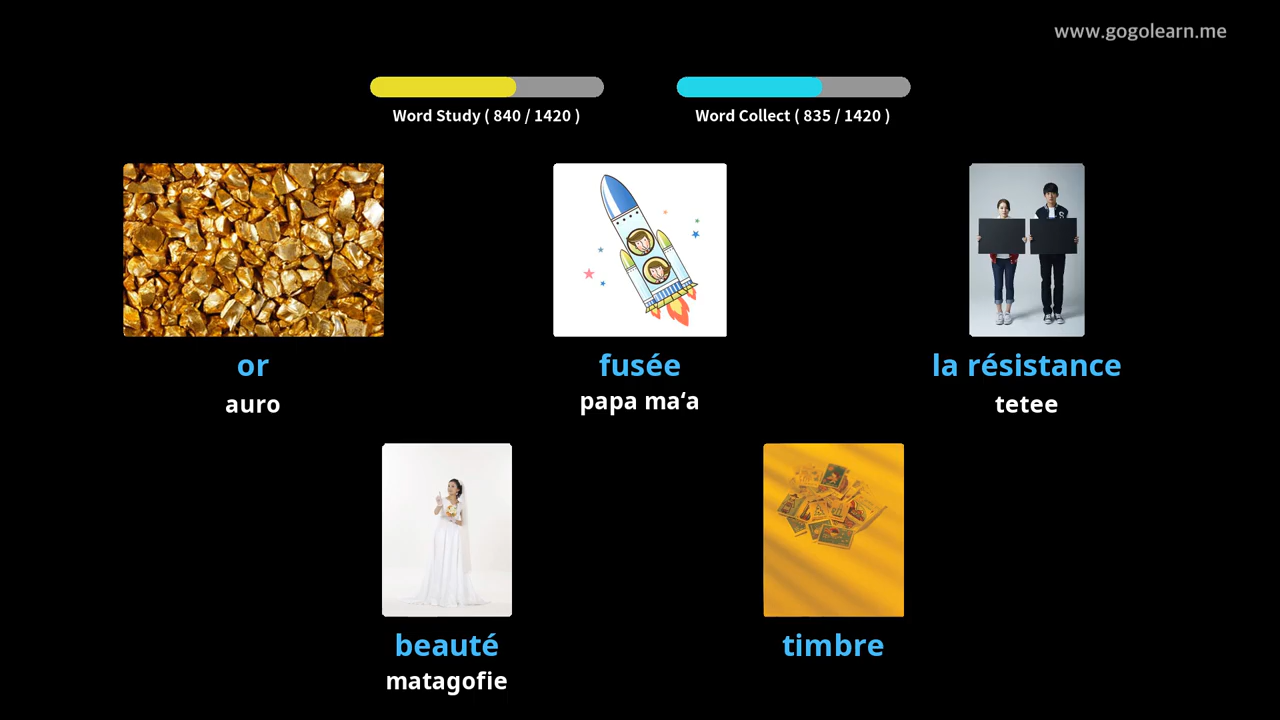 www.gogolearn.me
Word Study ( 840 / 1420 )
Word Collect ( 835 / 1420 )
or
auro
fusée
papa maʻa
la résistance
tetee
beauté
matagofie
timbre